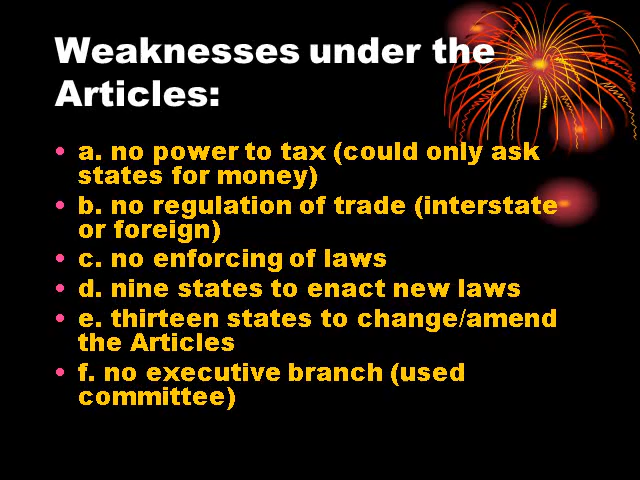 Weaknesses under the
Articles:
• a. no power to tax (could only ask
states for money)
• b. no regulation of trade (interstate
or foreign)
• c. no enforcing of laws
• d. nine states to enact new laws
• e. thirteen states to change/amend
the Articles
• f. no executive branch (used
committee)